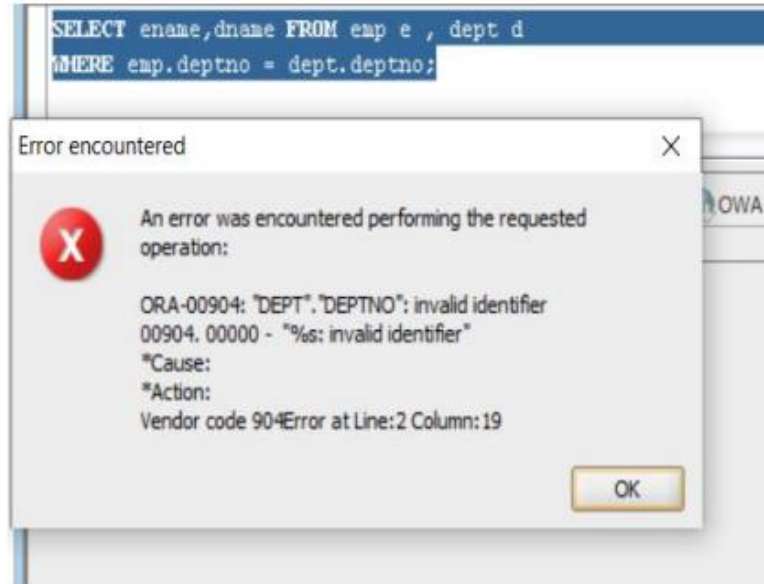 SELECT ename,dname FROM emp e , dept d
WHERE emp.deptno = dept.deptno;
Error encountered
OWA
An error was encountered performing the requested
operation:
ORA-00904: "DEPT"."DEPTNO": invalid identifier
00904. 00000 - "%s: invalid identifier"
*Cause:
*Action:
Vendor code 904Error at Line:2 Column:19
OK